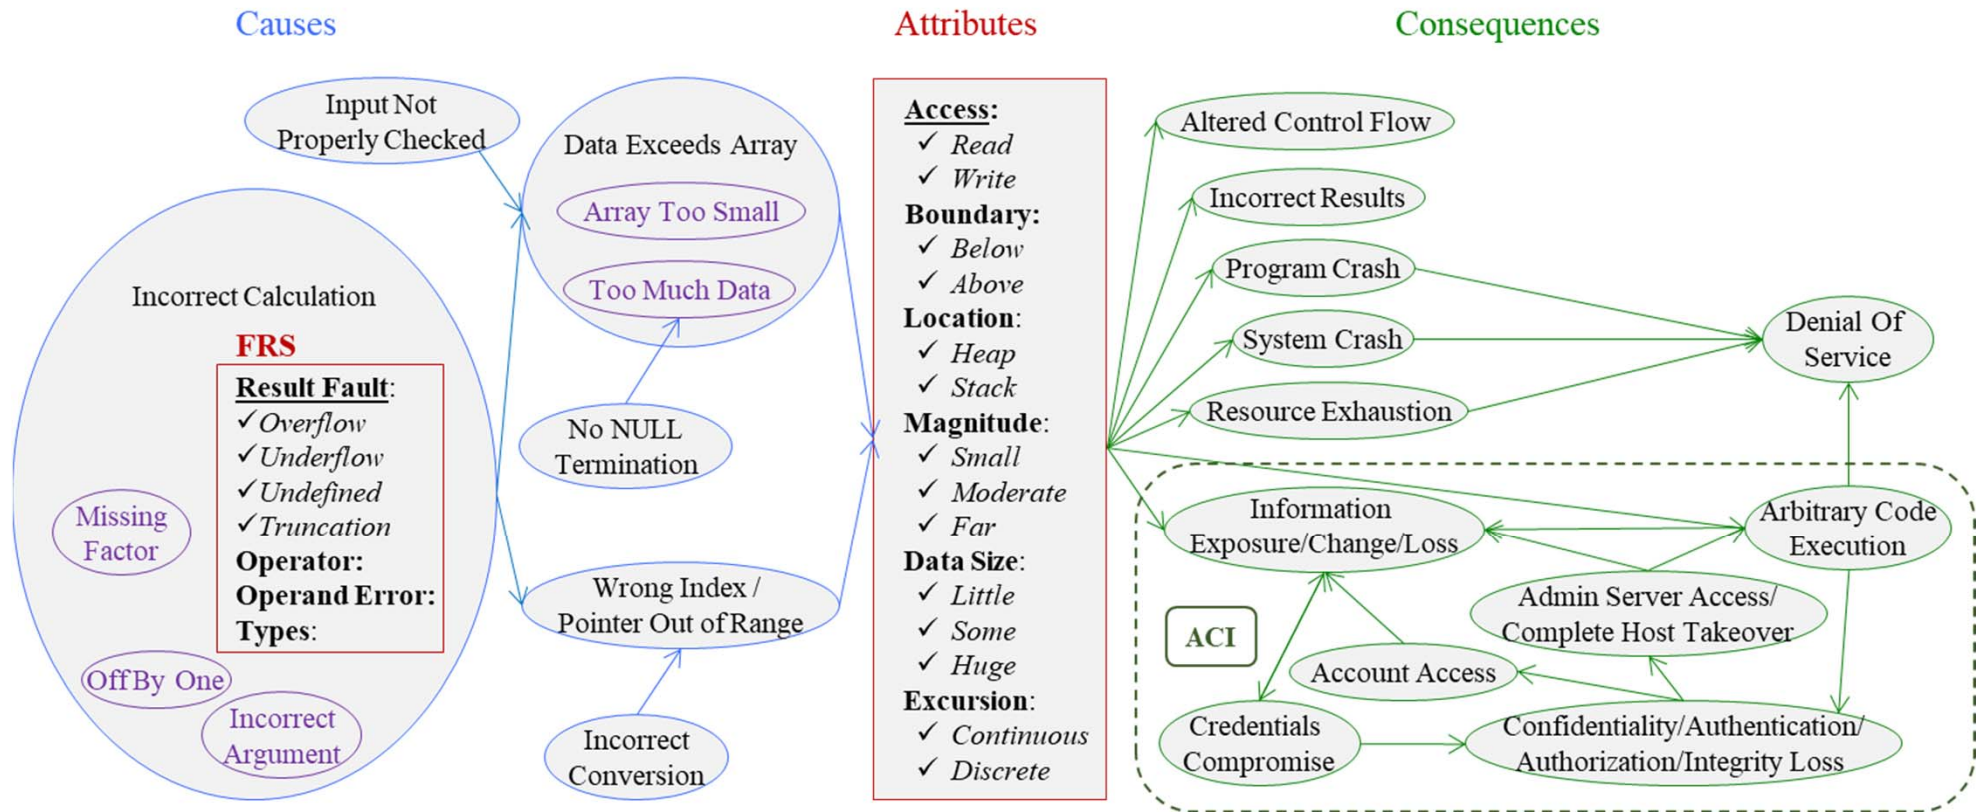 Causes
Attributes
Consequences
Input Not
Properly Checked
Incorrect Calculation
FRS
Result Fault:
✓ Overflow
✓ Underflow
✓ Undefined
✓ Truncation
Operator:
Operand Error:
Types:
Missing
Factor
Off By One
Incorrect
Argument
Data Exceeds Array
Array Too Small
Too Much Data
No NULL
Termination
Wrong Index /
Pointer Out of Range
Incorrect
Conversion
Access:
✓ Read
✓ Write
Boundary:
✓ Below
✓ Above
Location:
✓ Heap
✓ Stack
Magnitude:
✓ Small
✓ Moderate
✓ Far
Data Size:
✓ Little
✓ Some
✓ Huge
Excursion:
✓ Continuous
✓ Discrete
Altered Control Flow
Incorrect Results
Program Crash
System Crash
Resource Exhaustion
Denial Of
Service
Information
Exposure/Change/Loss
Arbitrary Code
Execution
Admin Server Access/
Complete Host Takeover
ACI
Account Access
Credentials
Compromise
Confidentiality/Authentication/
Authorization/Integrity Loss